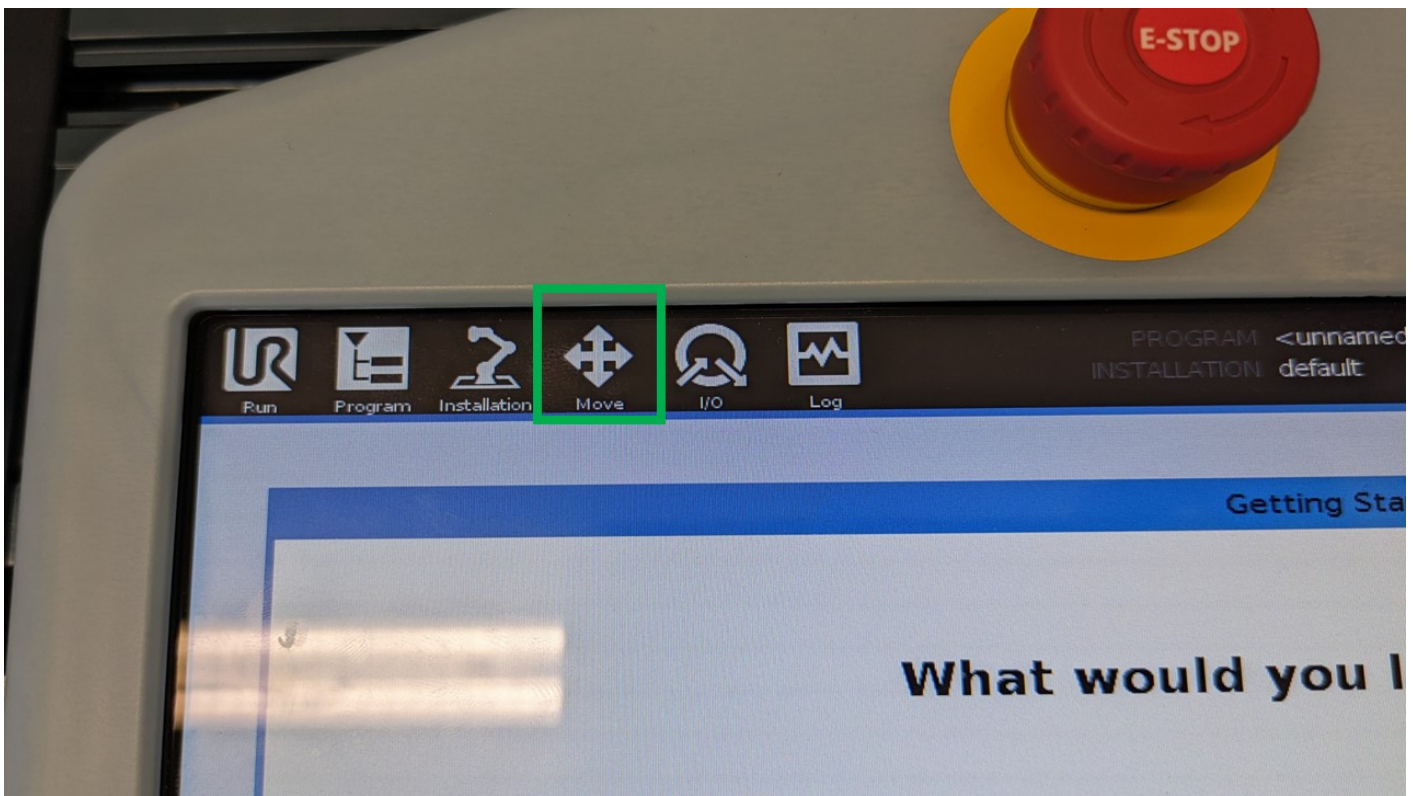 E-STOP
Run Program Installation Move I/O Log
PROGRAM <unnamed
INSTALLATION default
Getting Sta
What would you l